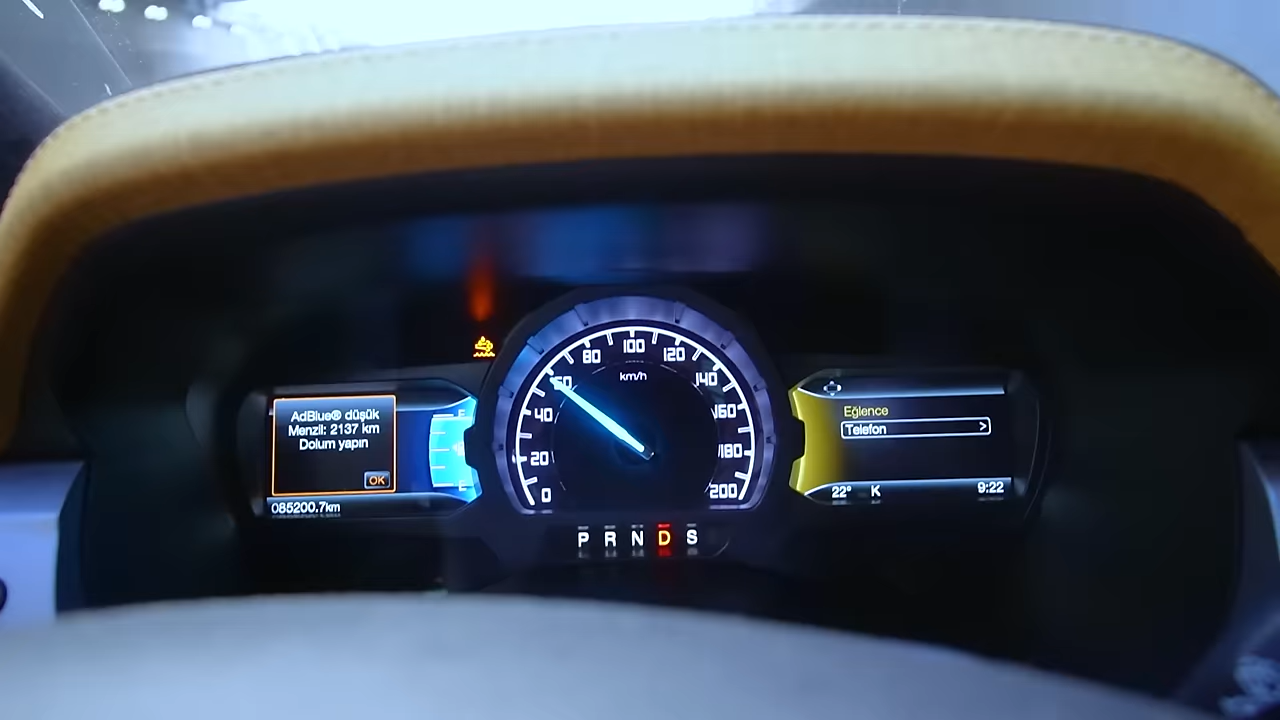 AdBlue® düşük
Menzil: 2137 km
Dolum yapın
OK
085200.7km
0
20
40
60
80
100
120
140
160
180
200
km/h
P R N D S
Eğlence
Telefon >
22° K 9:22